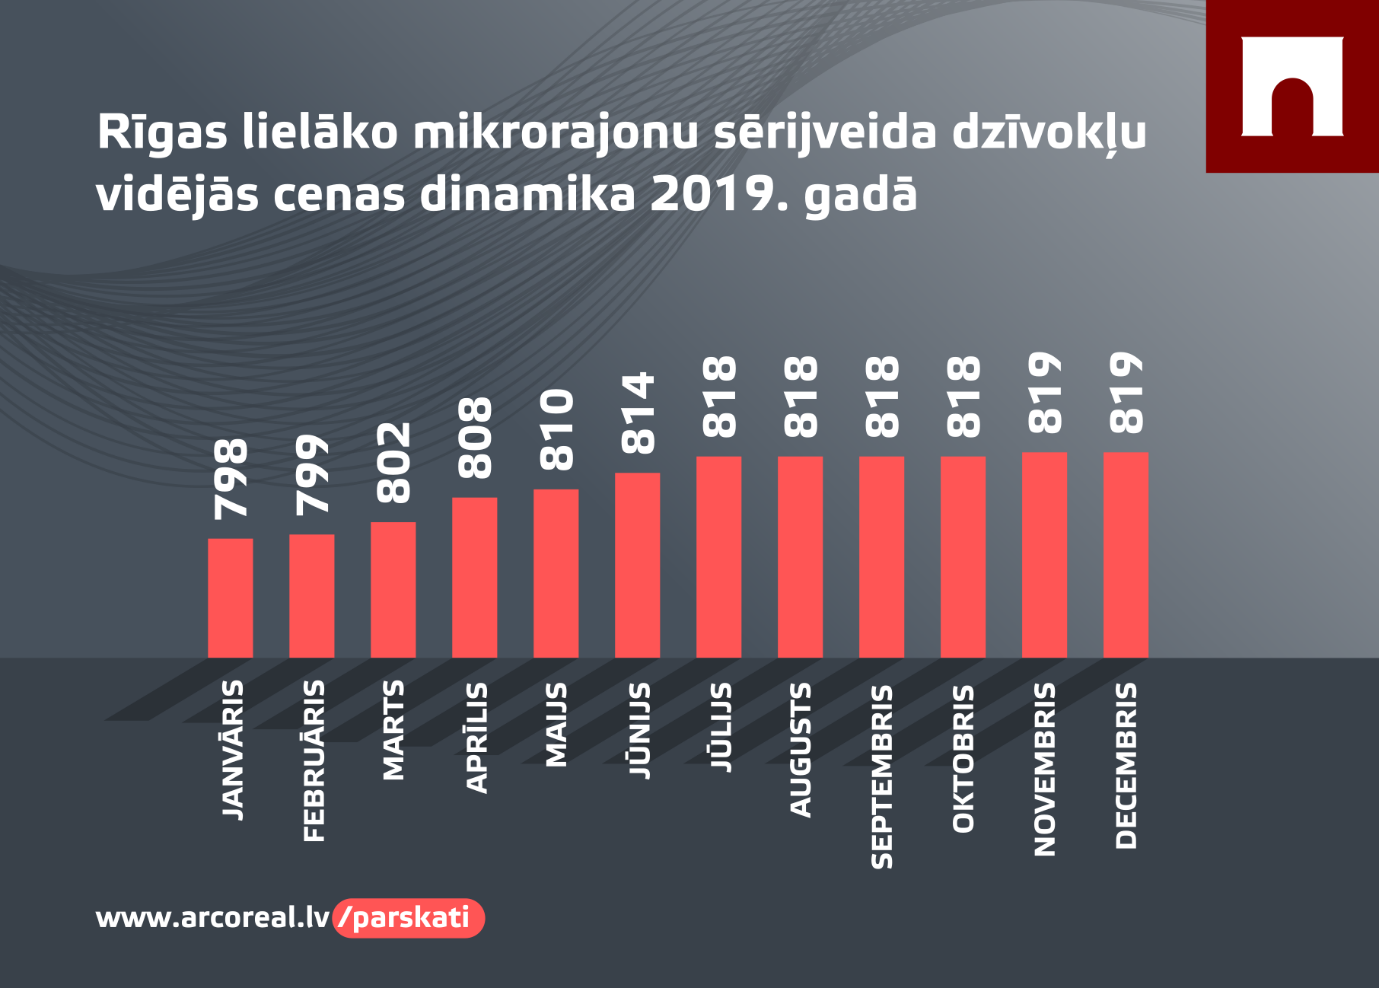 Rīgas lielāko mikrorajonu sērijveida dzīvokļu
vidējās cenas dinamika 2019. gadā
798
799
802
808
810
814
818
818
818
818
819
819
JANVĀRIS
FEBRUĀRIS
MARTS
APRĪLIS
MAIJS
JŪNIJS
JŪLIJS
AUGUSTS
SEPTEMBRIS
OKTOBRIS
NOVEMBRIS
DECEMBRIS
www.arcoreal.lv/parskati